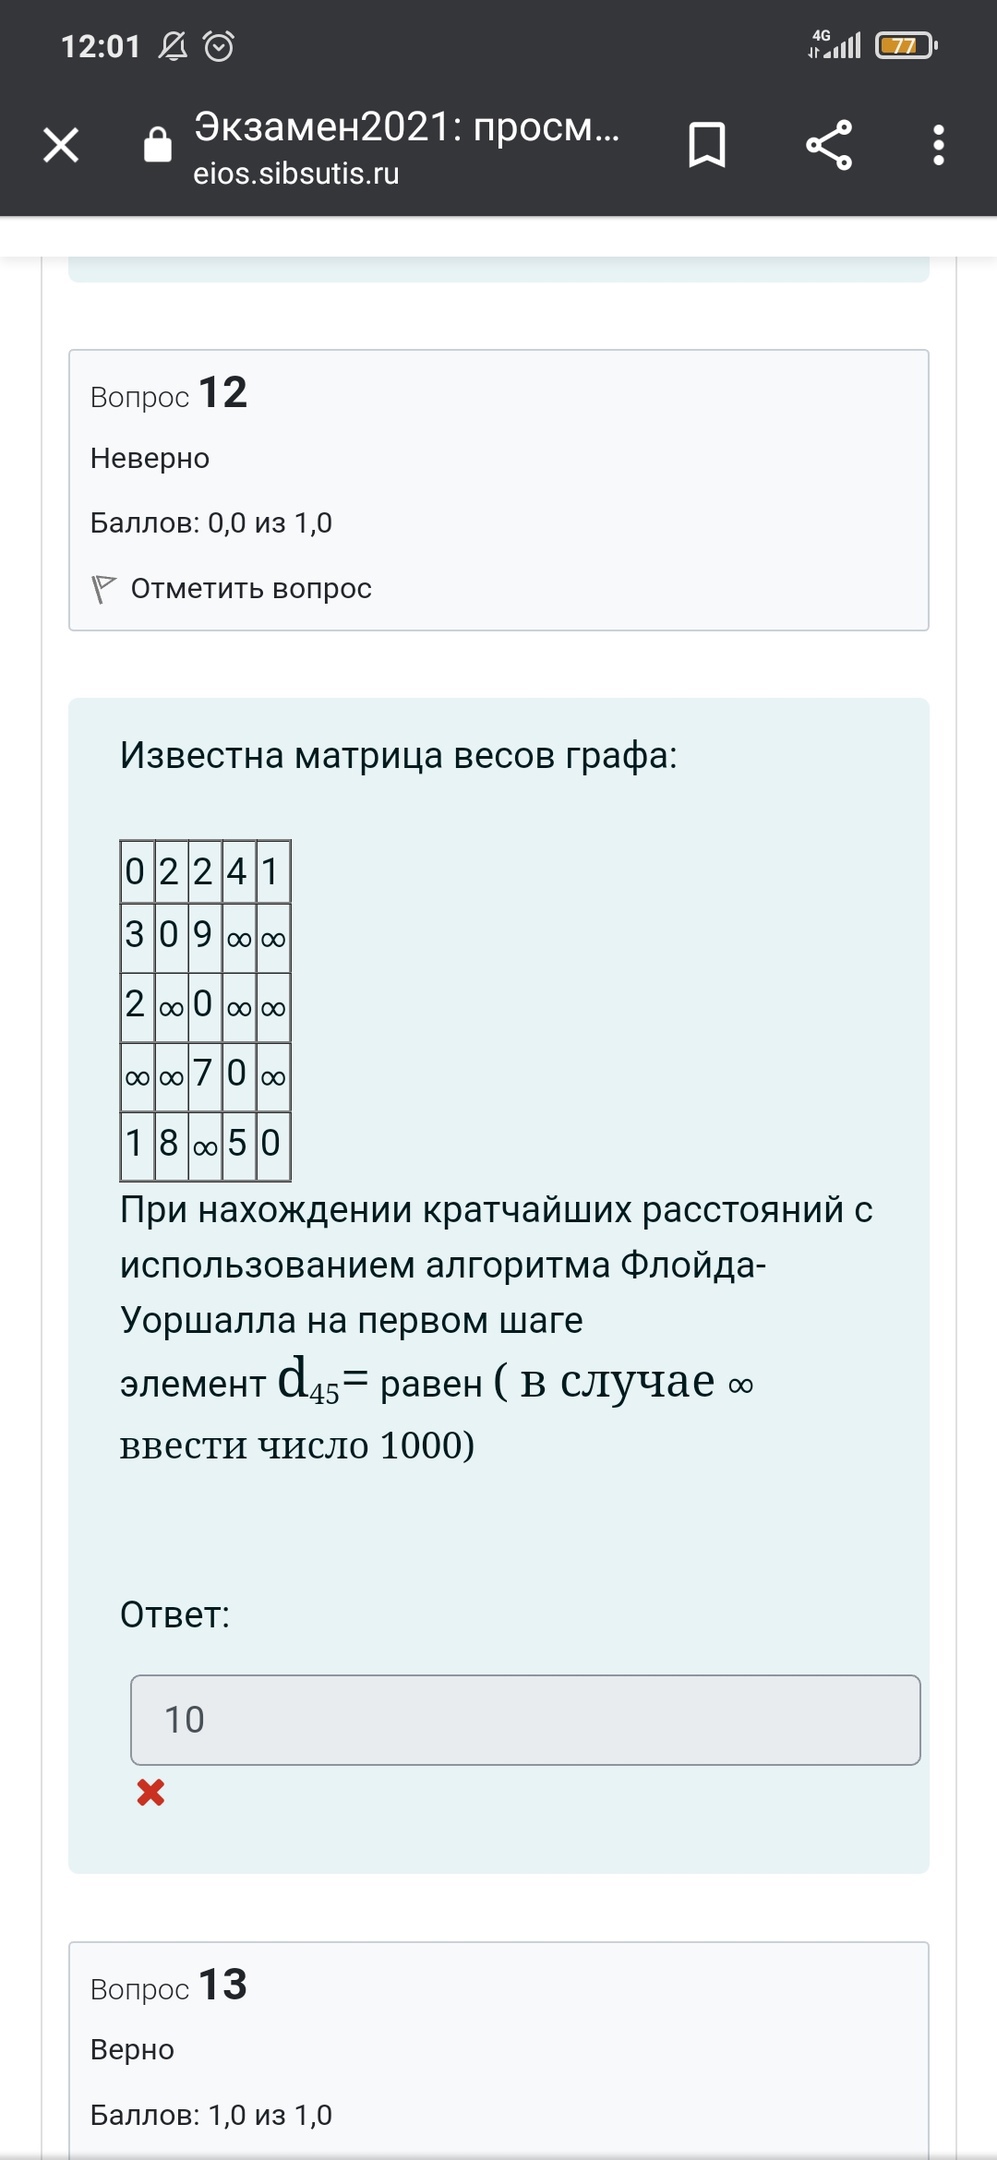 12:01
4G
77
Экзамен2021: просм...
eios.sibsutis.ru
Вопрос 12
Неверно
Баллов: 0,0 из 1,0
Отметить вопрос
Известна матрица весов графа:
0 2 2 4 1
3 0 9 ∞ ∞
2 ∞ 0 ∞ ∞
∞ ∞ 7 0 ∞
1 8 ∞ 5 0
При нахождении кратчайших расстояний с
использованием алгоритма Флойда-
Уоршалла на первом шаге
элемент d₄₅= равен ( в случае ∞
ввести число 1000)
Ответ:
10
Вопрос 13
Верно
Баллов: 1,0 из 1,0